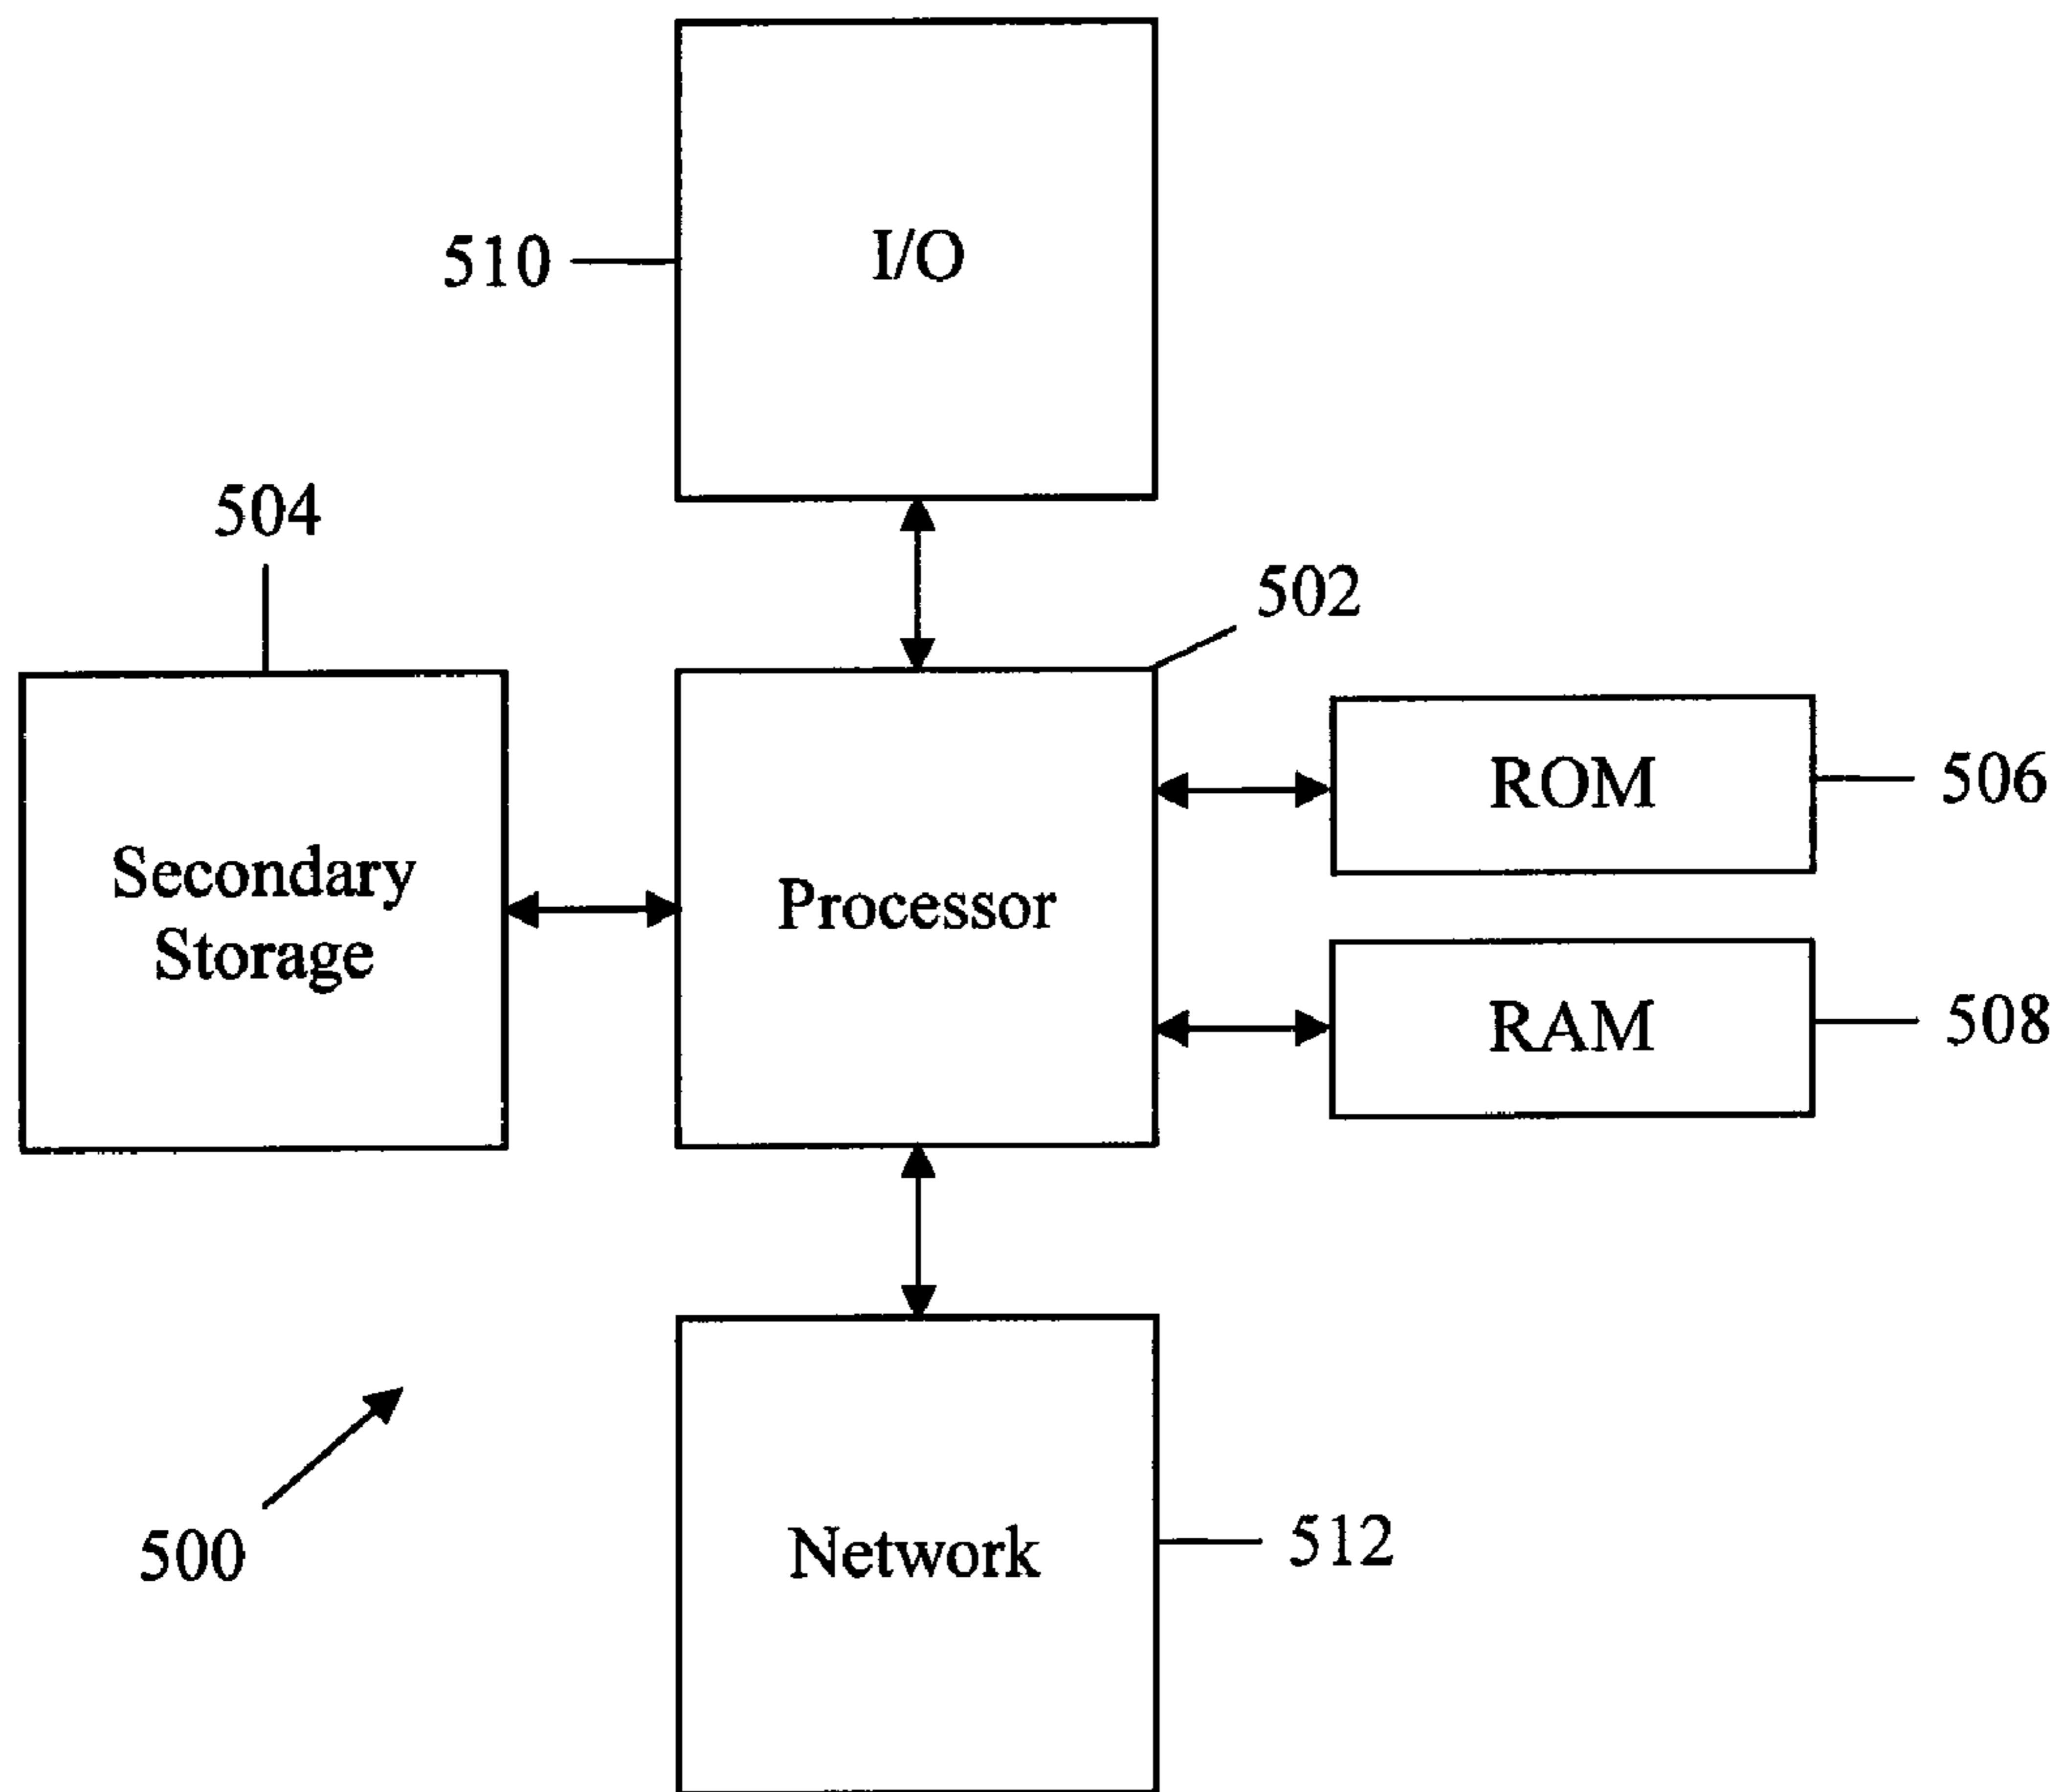 I/O
510
504
502
ROM
506
Secondary
Storage
Processor
RAM
508
500
Network
512